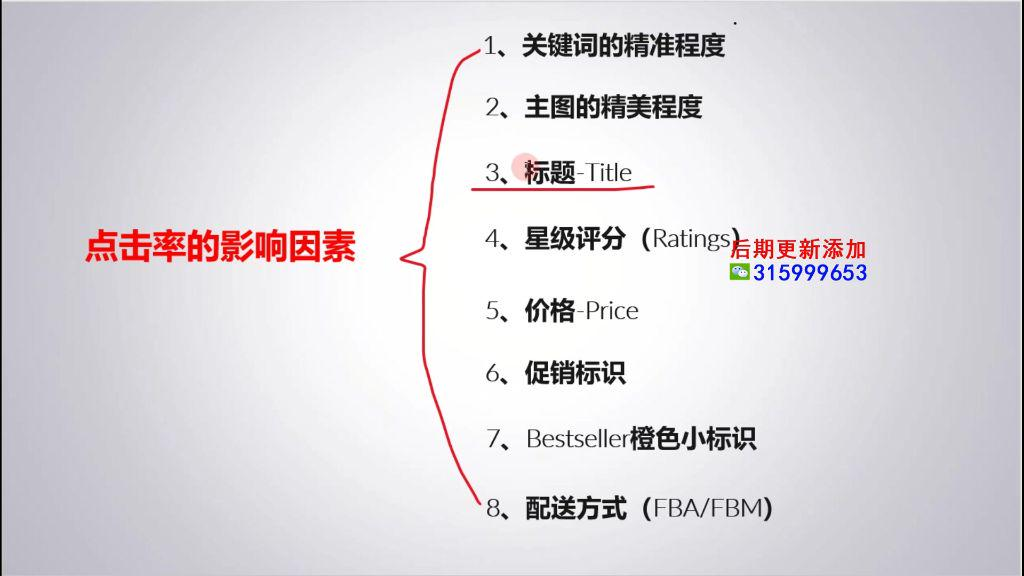 点击率的影响因素
1、关键词的精准程度
2、主图的精美程度
3、标题-Title
4、星级评分（Ratings）
后期更新添加
315999653
5、价格-Price
6、促销标识
7、Bestseller橙色小标识
8、配送方式（FBA/FBM）